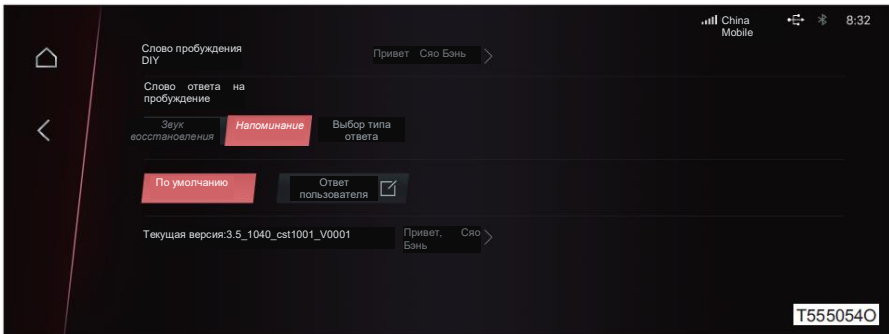 China
Mobile
8:32
Слово пробуждения
DIY
Привет Сяо Бэнь
Слово ответа на
пробуждение
Звук
восстановления
Напоминание
Выбор типа
ответа
По умолчанию
Ответ
пользователя
Текущая версия:3.5_1040_cst1001_V0001
Привет, Сяо
Бэнь
T555054O